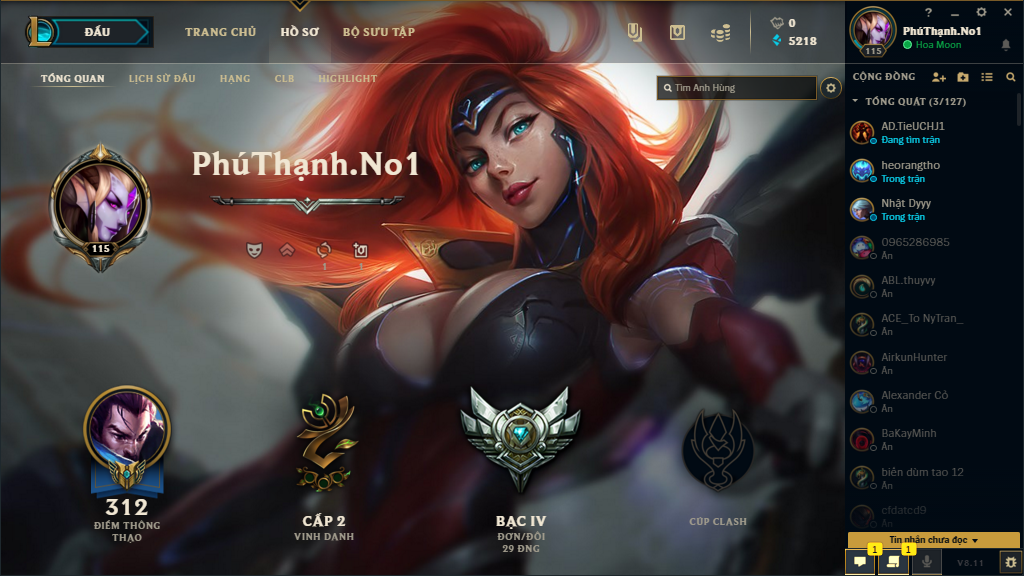 ĐẤU
TRANG CHỦ
HỒ SƠ
BỘ SƯU TẬP
0
5218
TỔNG QUAN
LỊCH SỬ ĐẤU
HẠNG
CLB
HIGHLIGHT
Tìm Anh Hùng
115
PhúThạnh.No1
1
1
312
ĐIỂM THÔNG
THẠO
CẤP 2
VINH DANH
BẠC IV
ĐƠN/ĐÔI
29 ĐNG
CÚP CLASH
?
115
PhúThạnh.No1
Hoa Moon
CỘNG ĐỒNG
TỔNG QUÁT (3/127)
AD.TieUCHJ1
Đang tìm trận
heorangtho
Trong trận
Nhật Dyyy
Trong trận
0965286985
Ẩn
ABL.thuyvy
Ẩn
ACE_To NyTran_
Ẩn
AirkunHunter
Ẩn
Alexander Cồ
Ẩn
BaKayMinh
Ẩn
biên dùm tao 12
Ẩn
cfdatcd9
Ẩn
Tin nhắn chưa đọc
1
1
V8.11